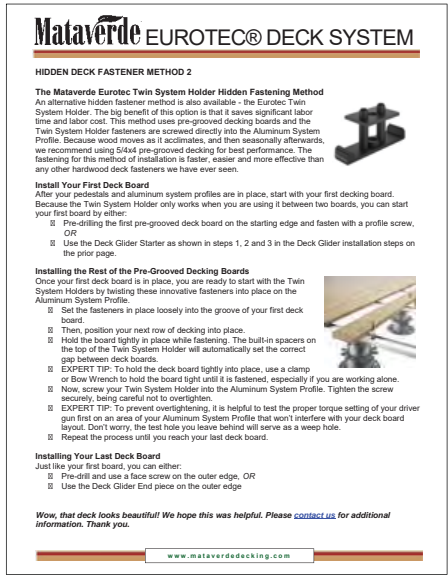 Mataverde EUROTEC® DECK SYSTEM
HIDDEN DECK FASTENER METHOD 2
The Mataverde Eurotec Twin System Holder Hidden Fastening Method
An alternative hidden fastener method is also available - the Eurotec Twin
System Holder. The big benefit of this option is that it saves significant labor
time and labor cost. This method uses pre-grooved decking boards and the
Twin System Holder fasteners are screwed directly into the Aluminum System
Profile. Because wood moves as it acclimates, and then seasonally afterwards,
we recommend using 5/4x4 pre-grooved decking for best performance. The
fastening for this method of installation is faster, easier and more effective than
any other hardwood deck fasteners we have ever seen.
Install Your First Deck Board
After your pedestals and aluminum system profiles are in place, start with your first decking board.
Because the Twin System Holder only works when you are using it between two boards, you can start
your first board by either:
Pre-drilling the first pre-grooved deck board on the starting edge and fasten with a profile screw,
OR
Use the Deck Glider Starter as shown in steps 1, 2 and 3 in the Deck Glider installation steps on
the prior page.
Installing the Rest of the Pre-Grooved Decking Boards
Once your first deck board is in place, you are ready to start with the Twin
System Holders by twisting these innovative fasteners into place on the
Aluminum System Profile.
Set the fasteners in place loosely into the groove of your first deck
board.
Then, position your next row of decking into place.
Hold the board tightly in place while fastening. The built-in spacers on
the top of the Twin System Holder will automatically set the correct
gap between deck boards.
EXPERT TIP: To hold the deck board tightly into place, use a clamp
or Bow Wrench to hold the board tight until it is fastened, especially if you are working alone.
Now, screw your Twin System Holder into the Aluminum System Profile. Tighten the screw
securely, being careful not to overtighten.
EXPERT TIP: To prevent overtightening, it is helpful to test the proper torque setting of your driver
gun first on an area of your Aluminum System Profile that won't interfere with your deck board
layout. Don't worry, the test hole you leave behind will serve as a weep hole.
Repeat the process until you reach your last deck board.
Installing Your Last Deck Board
Just like your first board, you can either:
Pre-drill and use a face screw on the outer edge, OR
Use the Deck Glider End piece on the outer edge
Wow, that deck looks beautiful! We hope this was helpful. Please contact us for additional
information. Thank you.
www.mataverdedecking.com